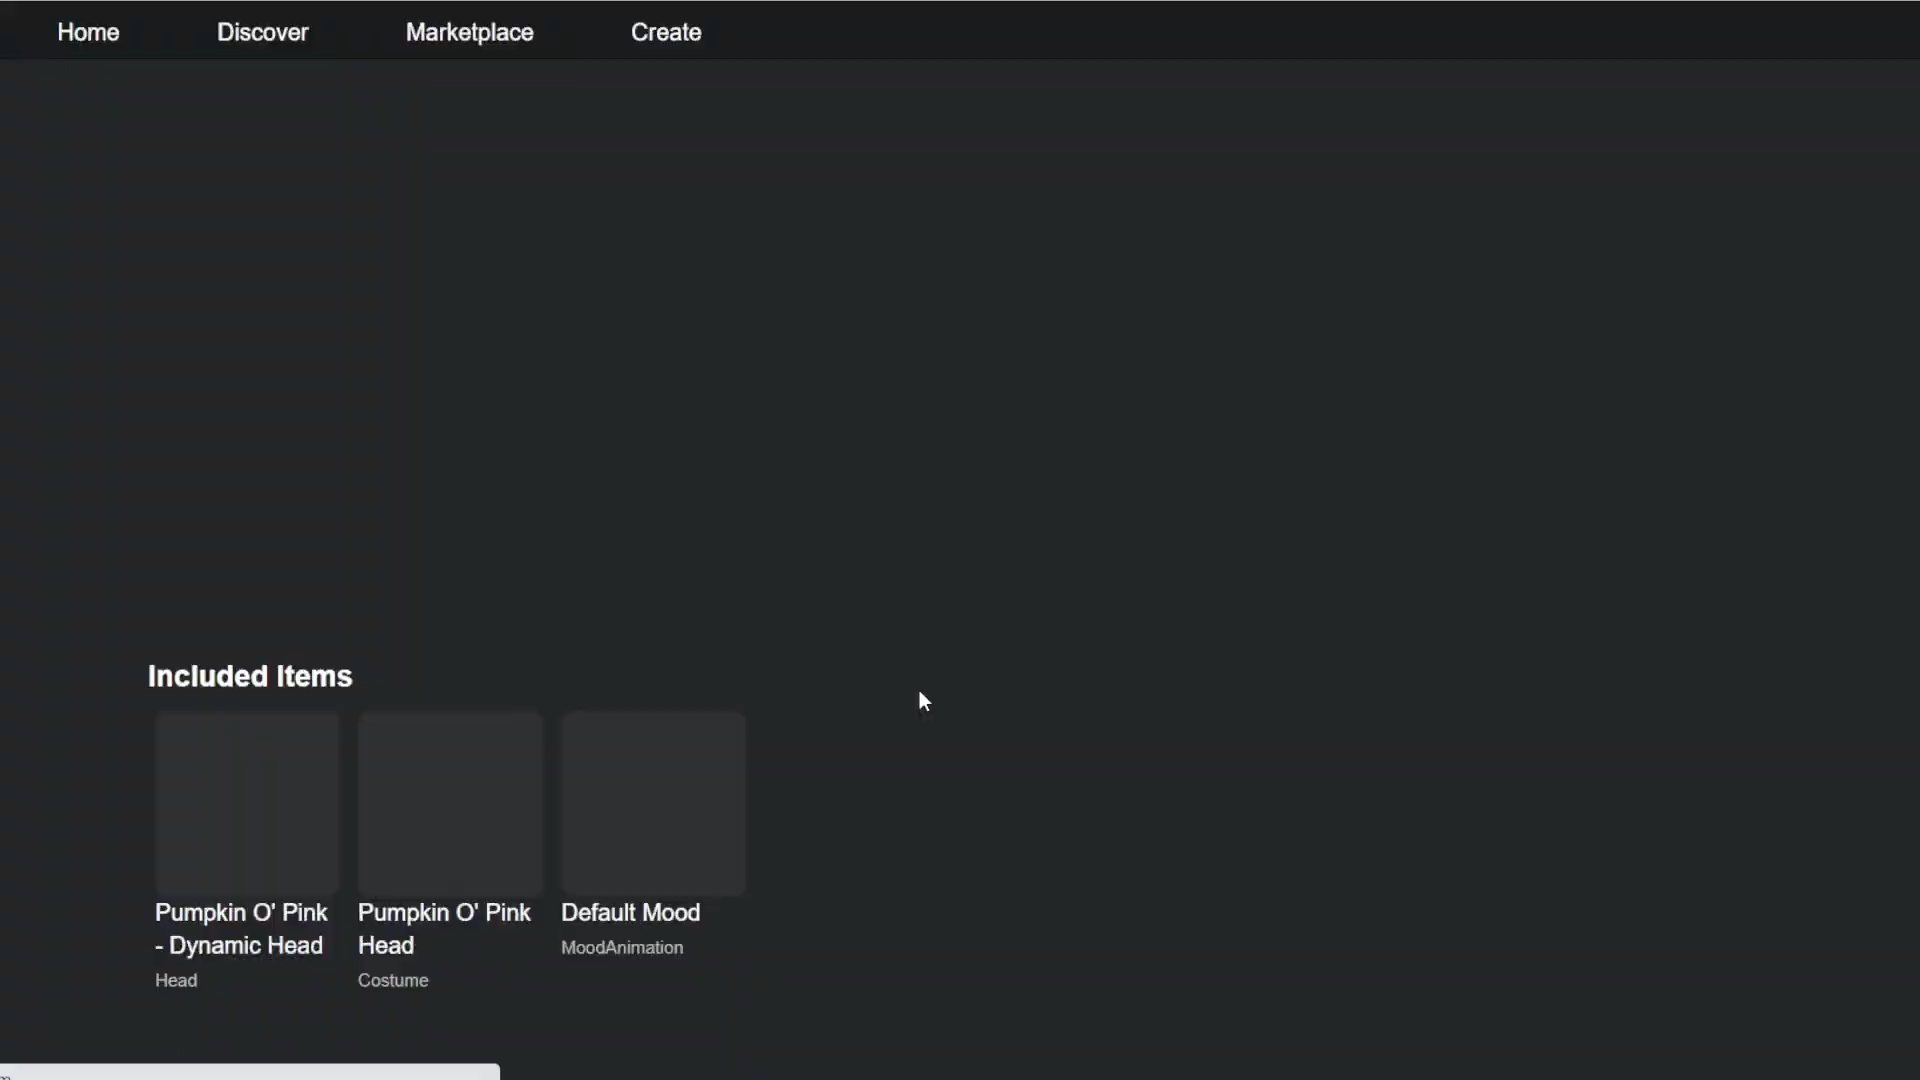 Home Discover Marketplace Create
Included Items
Pumpkin O' Pink
- Dynamic Head
Head
Pumpkin O' Pink
Head
Costume
Default Mood
MoodAnimation